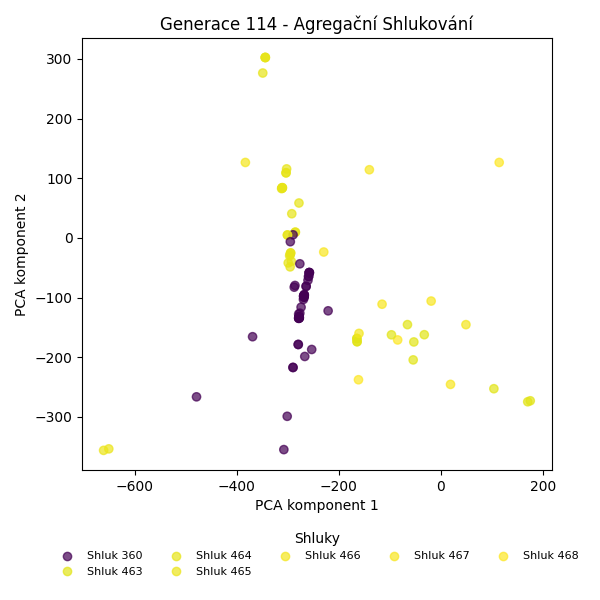 Generace 114 - Agregační Shlukování
300
200
100
0
−100
−200
−300
PCA komponent 2
−600 −400 −200 0 200
PCA komponent 1
Shluky
Shluk 360 Shluk 464 Shluk 466 Shluk 467 Shluk 468
Shluk 463 Shluk 465